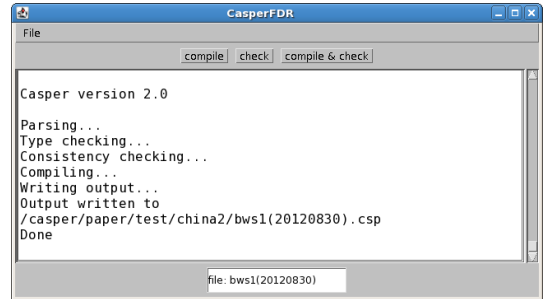 CasperFDR
File
compile check compile & check
Casper version 2.0
Parsing...
Type checking...
Consistency checking...
Compiling...
Writing output...
Output written to
/casper/paper/test/china2/bws1(20120830).csp
Done
file: bws1(20120830)